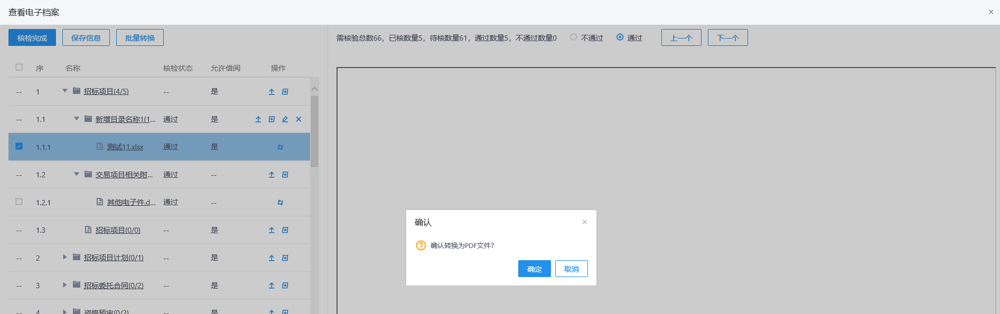 查看电子档案
核检完成 保存信息 批量转换
需核验总数66，已核数量5，待核数量61，通过数量5，不通过数量0 不通过 通过 上一个 下一个
序 名称 核检状态 允许借阅 操作
-- 1 招标项目(4/5) -- 是
-- 1.1 新增目录名称1(1... 通过 是
1.1.1 测试11.xlsx 通过 是
-- 1.2 交易项目相关附... 通过 --
1.2.1 其他电子件.d... 通过 --
-- 1.3 招标项目(0/0) -- 是
-- 2 招标项目计划(0/1) -- 是
-- 3 招标委托合同(0/2) -- 是
-- 4 资格预审(0/2) -- 是
确认
确认转换为PDF文件?
确定 取消